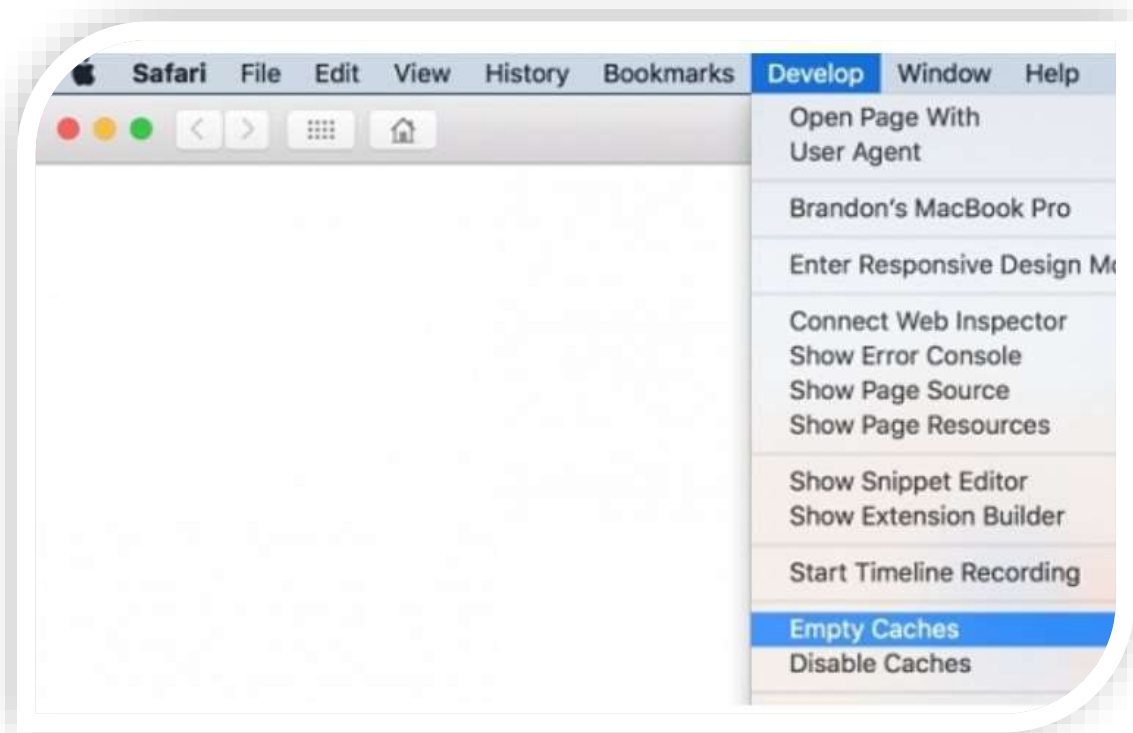 Safari File Edit View History Bookmarks Develop Window Help
Open Page With
User Agent
Brandon's MacBook Pro
Enter Responsive Design
Connect Web Inspector
Show Error Console
Show Page Source
Show Page Resources
Show Snippet Editor
Show Extension Builder
Start Timeline Recording
Empty Caches
Disable Caches